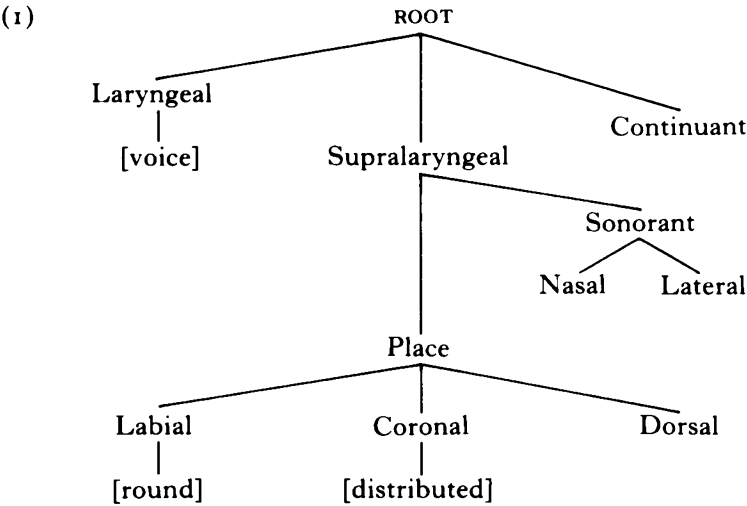 (1) ROOT
Laryngeal
Continuant
[voice] Supralaryngeal
Sonorant
Nasal Lateral
Place
Labial Coronal Dorsal
[round] [distributed]